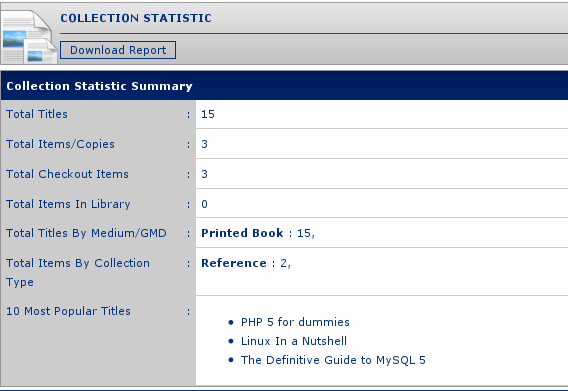 COLLECTION STATISTIC
Download Report
Collection Statistic Summary
Total Titles : 15
Total Items/Copies : 3
Total Checkout Items : 3
Total Items In Library : 0
Total Titles By Medium/GMD : Printed Book : 15,
Total Items By Collection Type : Reference : 2,
10 Most Popular Titles :
• PHP 5 for dummies
• Linux In a Nutshell
• The Definitive Guide to MySQL 5